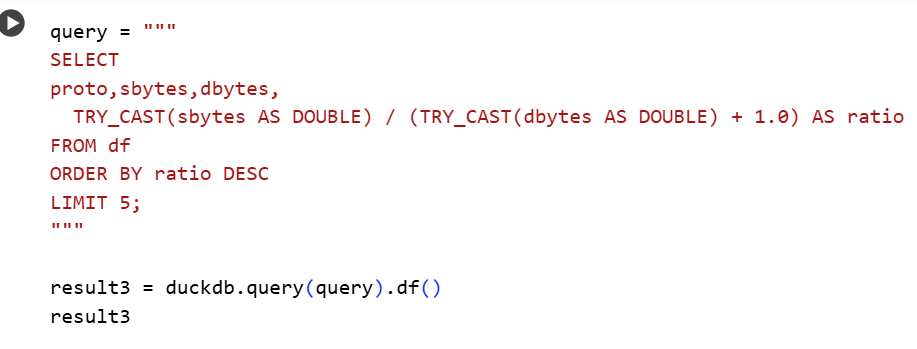 query = """
SELECT
proto,sbytes,dbytes,
  TRY_CAST(sbytes AS DOUBLE) / (TRY_CAST(dbytes AS DOUBLE) + 1.0) AS ratio
FROM df
ORDER BY ratio DESC
LIMIT 5;
"""
result3 = duckdb.query(query).df()
result3